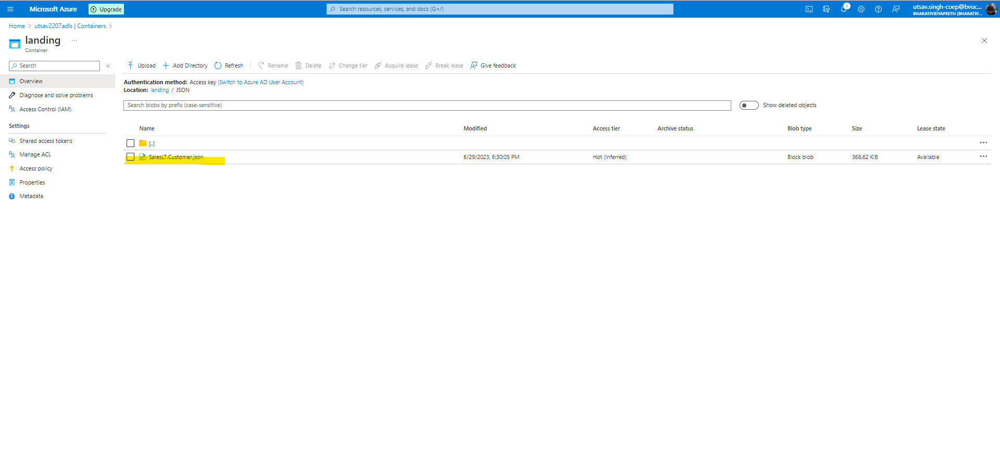 Microsoft Azure
Upgrade
Search resources, services, and docs (G+/)
3
utsav.singh-coep@bvuc...
BHARATIVIDYAPEETH (BHARATIV...
Home > utsav2207adls | Containers >
landing ...
Container
Search
«
Upload
Add Directory
Refresh
Rename
Delete
Change tier
Acquire lease
Break lease
Give feedback
Overview
Diagnose and solve problems
Access Control (IAM)
Settings
Shared access tokens
Manage ACL
Access policy
Properties
Metadata
Authentication method: Access key (Switch to Azure AD User Account)
Location: landing / JSON
Search blobs by prefix (case-sensitive)
Show deleted objects
Name Modified Access tier Archive status Blob type Size Lease state
[..]
SalesLT.Customer.json 6/29/2023, 6:30:05 PM Hot (Inferred) Block blob 368.62 KiB Available